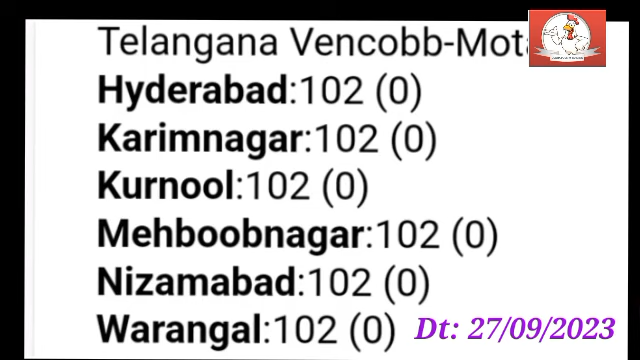 Telangana Vencobb-Mot
Hyderabad:102 (0)
Karimnagar:102 (0)
Kurnool:102 (0)
Mehboobnagar:102 (0)
Nizamabad:102 (0)
Warangal:102 (0) Dt: 27/09/2023